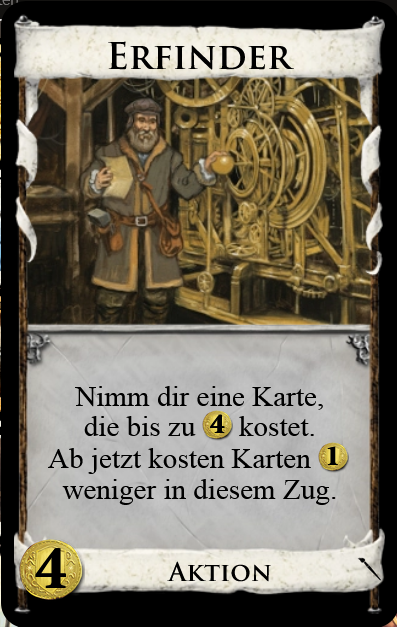 Erfinder
Nimm dir eine Karte,
die bis zu 4 kostet.
Ab jetzt kosten Karten 1
weniger in diesem Zug.
4 Aktion